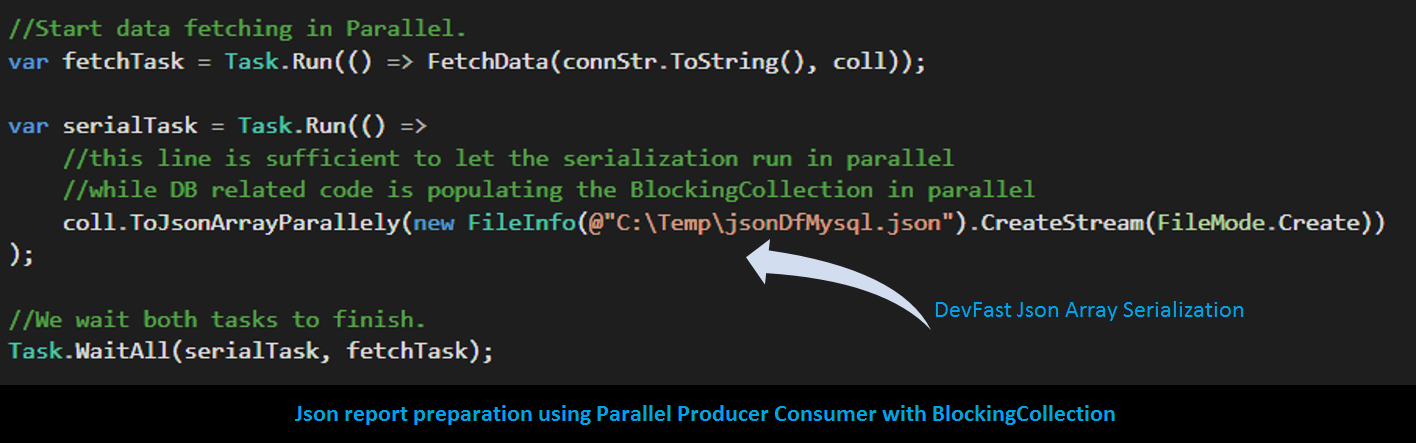 //Start data fetching in Parallel.
var fetchTask = Task.Run(() => FetchData(connStr.ToString(), coll));
var serialTask = Task.Run(() =>
//this line is sufficient to let the serialization run in parallel
//while DB related code is populating the BlockingCollection in parallel
coll.ToJsonArrayParallely(new FileInfo(@"C:\Temp\jsonDfMysql.json").CreateStream(FileMode.Create))
);
DevFast Json Array Serialization
//We wait both tasks to finish.
Task.WaitAll(serialTask, fetchTask);
Json report preparation using Parallel Producer Consumer with BlockingCollection